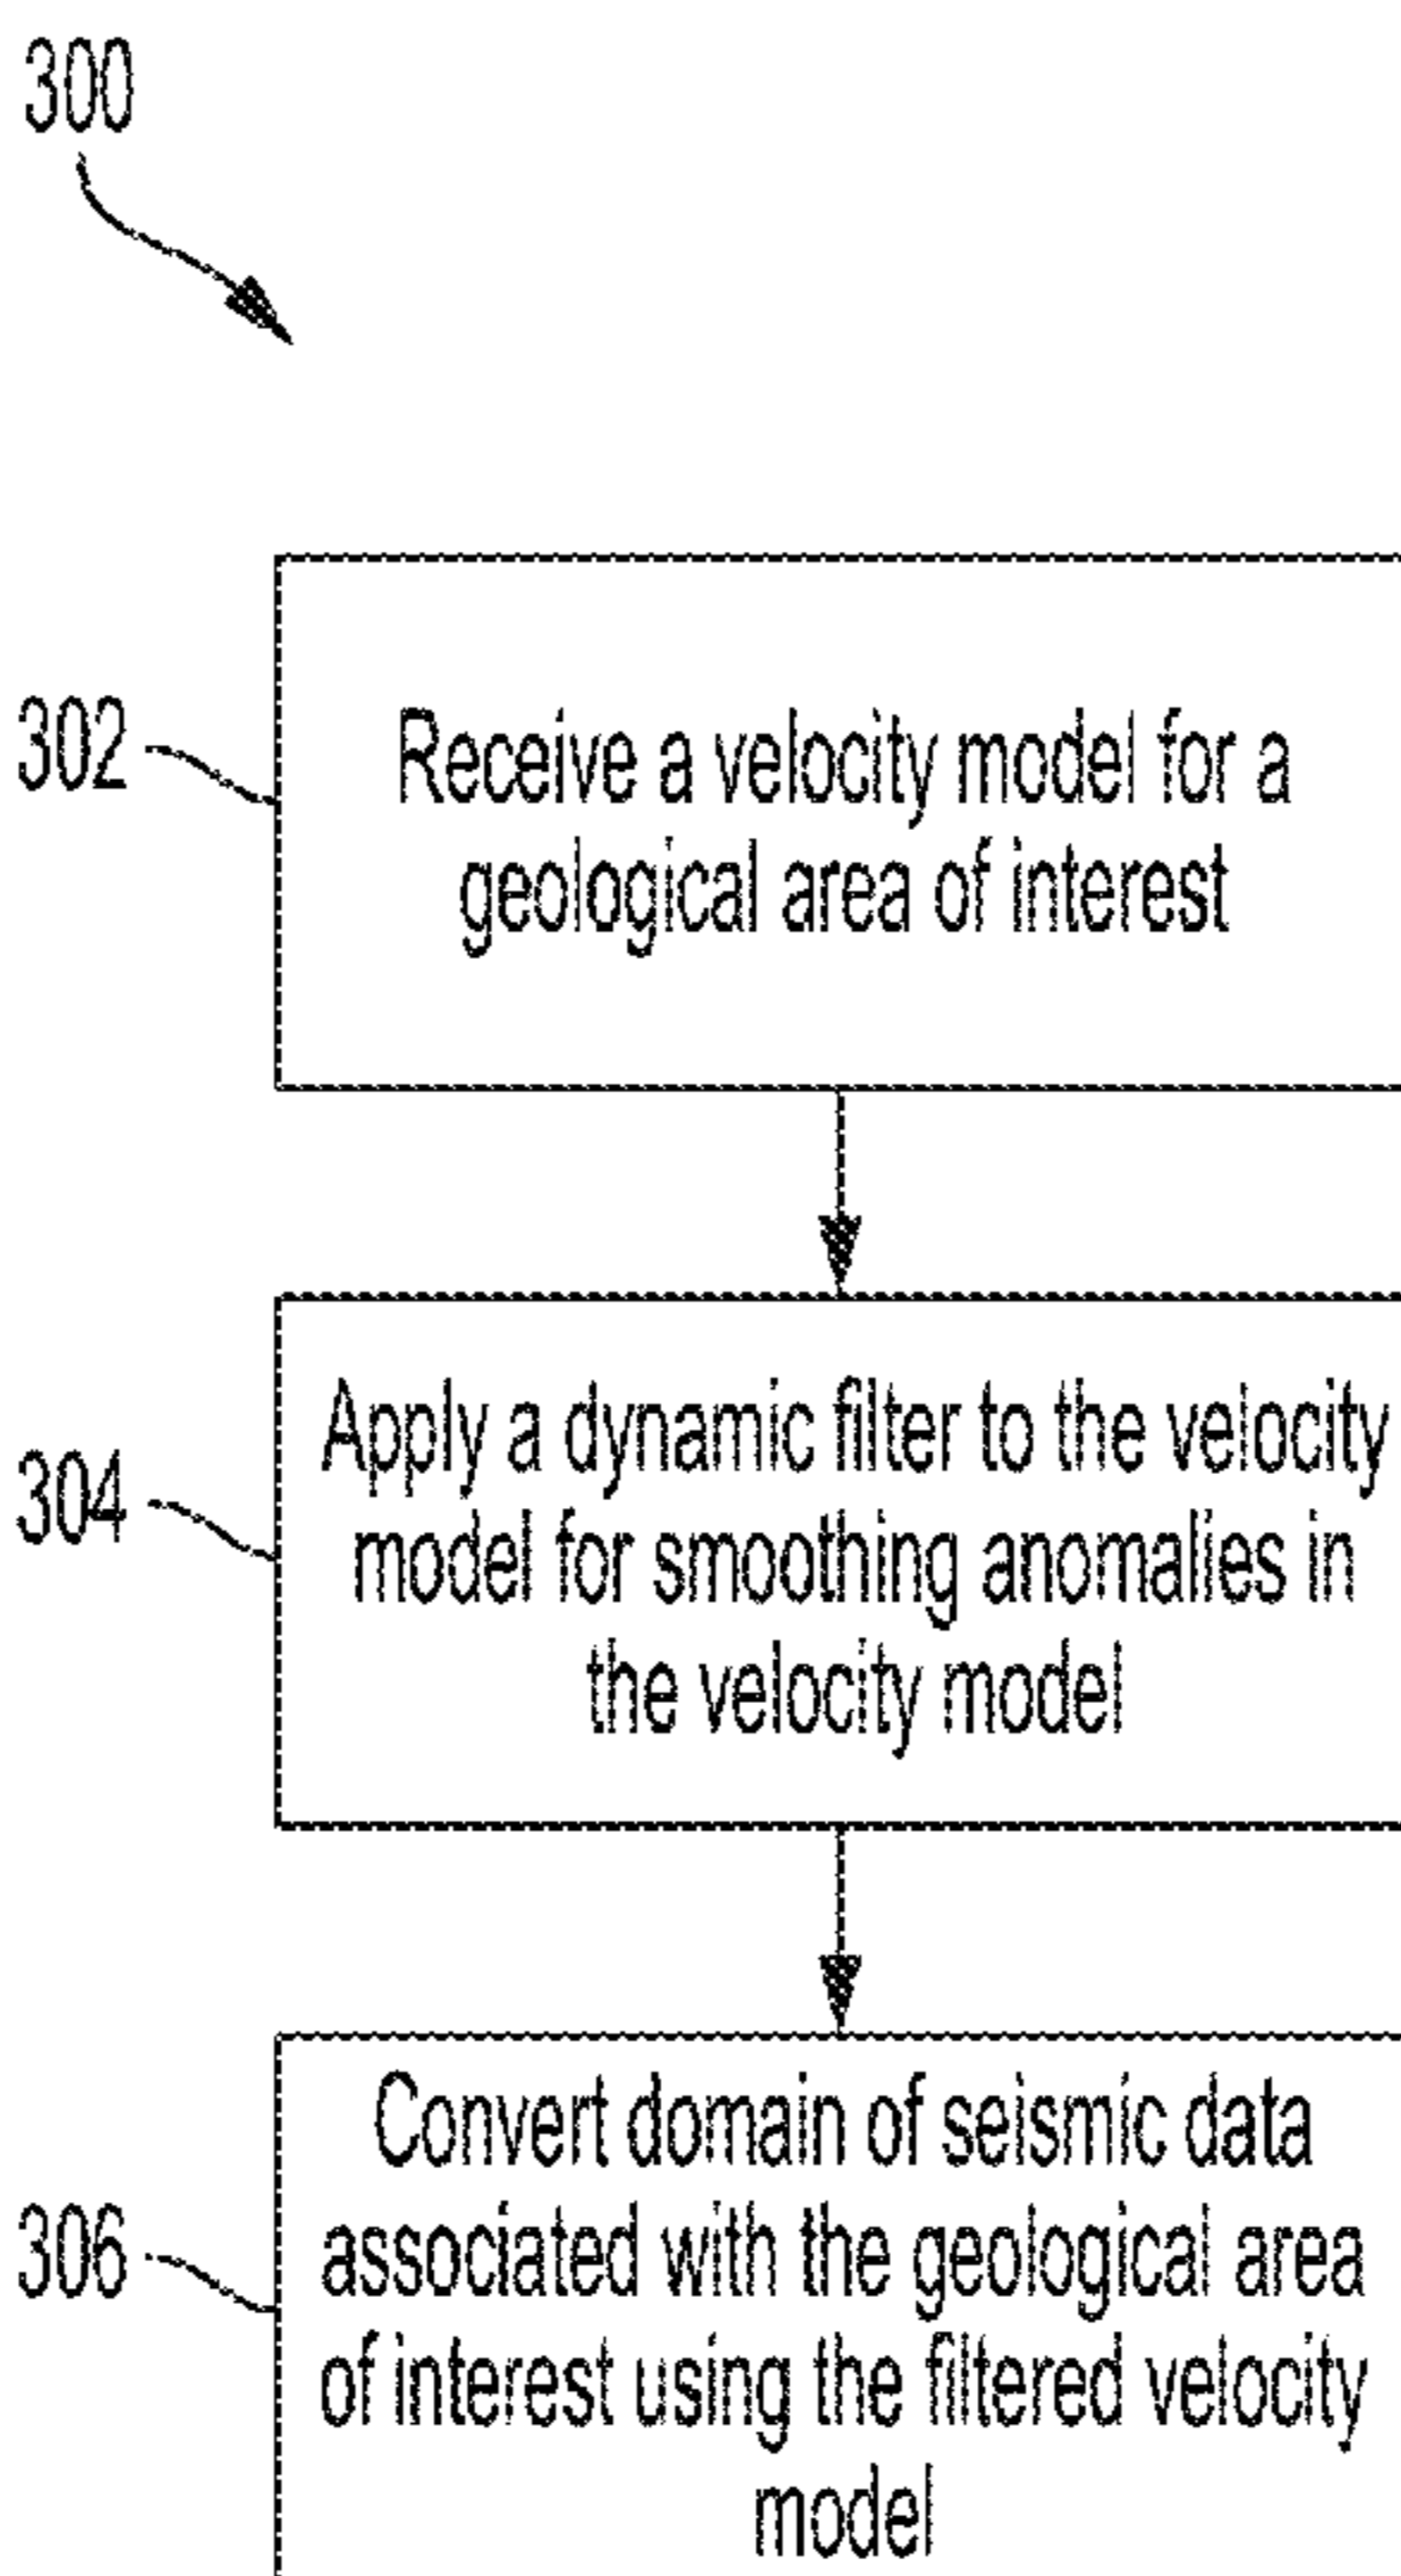 300
302
Receive a velocity model for a
geological area of interest
304
Apply a dynamic filter to the velocity
model for smoothing anomalies in
the velocity model
306
Convert domain of seismic data
associated with the geological area
of interest using the filtered velocity
model